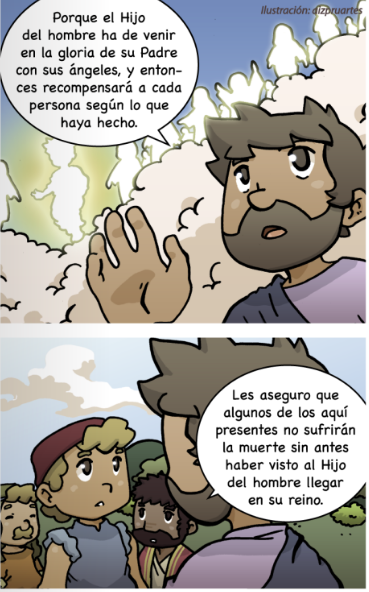 ilustración: dizpruartes
Porque el Hijo
del hombre ha de venir
en la gloria de su Padre
con sus ángeles, y enton-
ces recompensará a cada
persona según lo que
haya hecho.
Les aseguro que
algunos de los aquí
presentes no sufrirán
la muerte sin antes
haber visto al Hijo
del hombre llegar
en su reino.